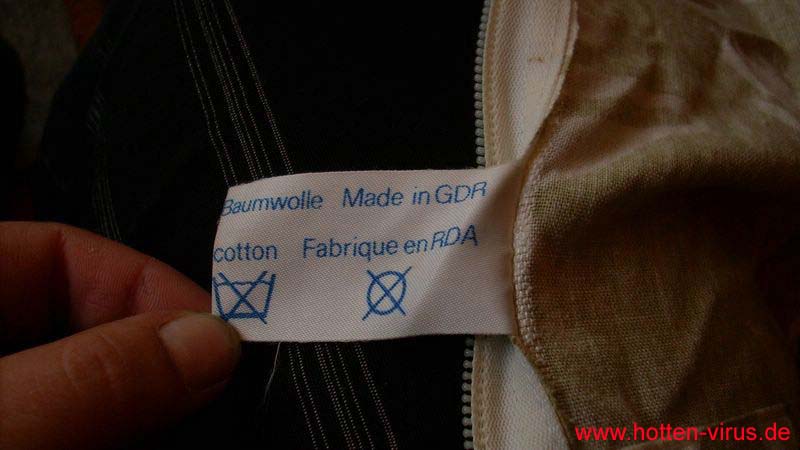 Baumwolle Made in GDR
cotton Fabrique en RDA
www.hotten-virus.de